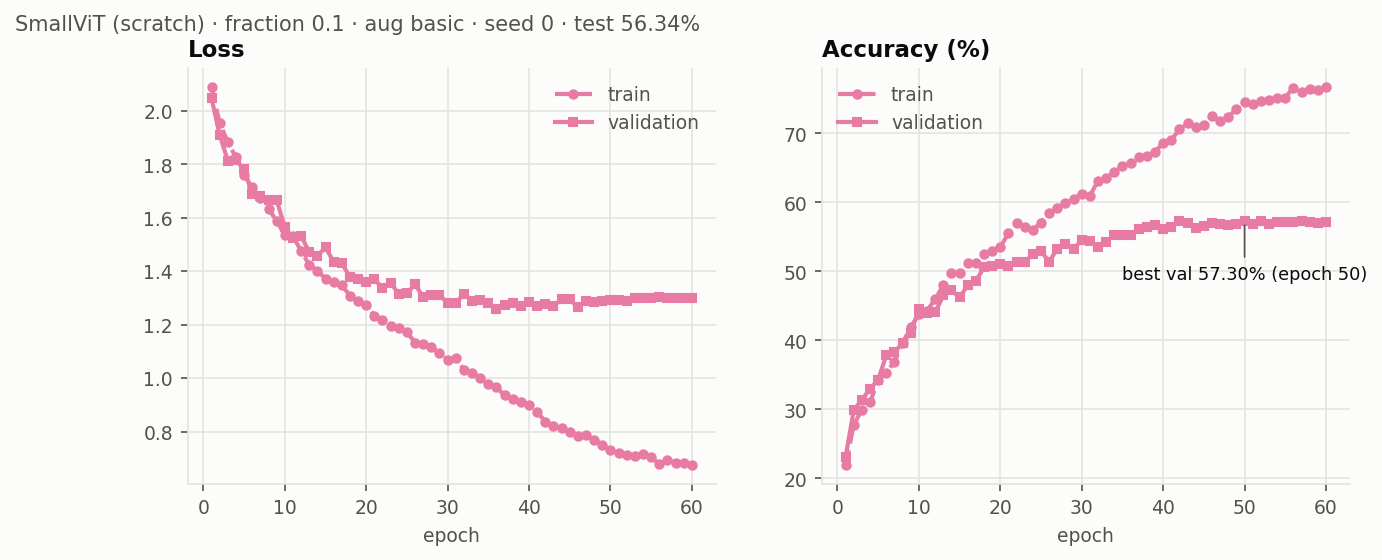 SmallViT (scratch) · fraction 0.1 · aug basic · seed 0 · test 56.34%
Loss
train
validation
2.0
1.8
1.6
1.4
1.2
1.0
0.8
0 10 20 30 40 50 60
epoch
Accuracy (%)
train
validation
70
60
50
40
30
20
best val 57.30% (epoch 50)
0 10 20 30 40 50 60
epoch